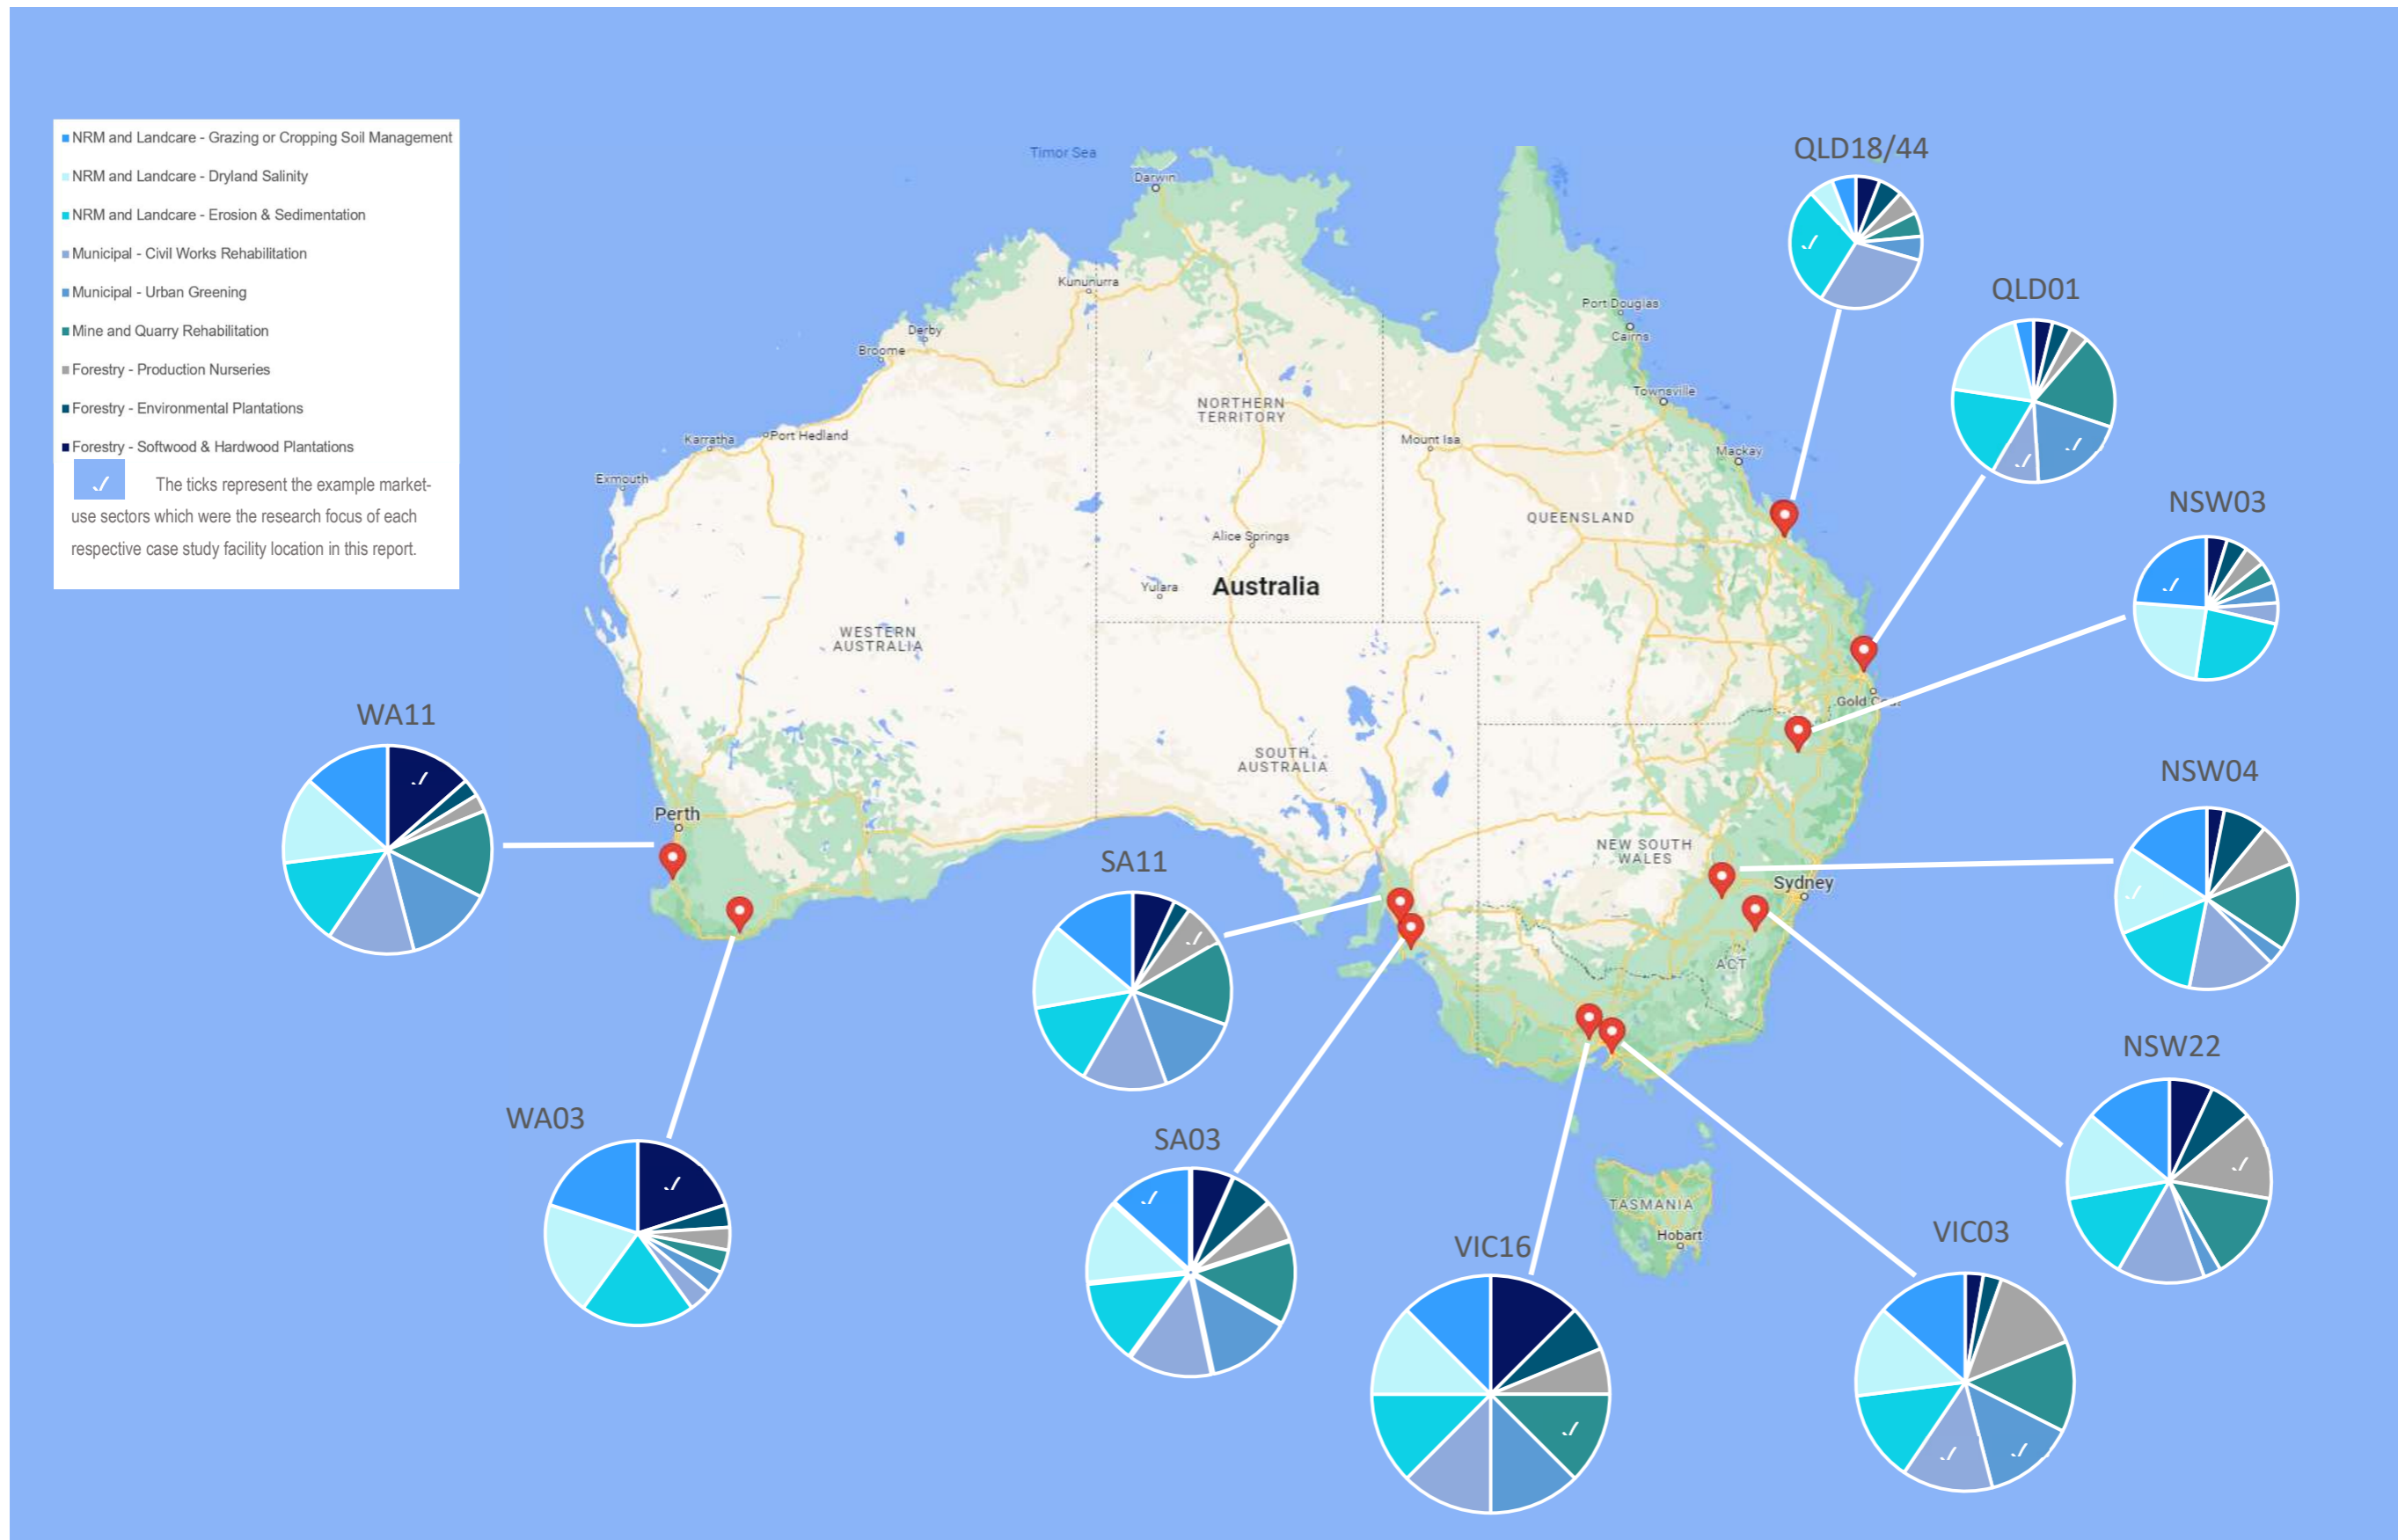 NRM and Landcare - Grazing or Cropping Soil Management
NRM and Landcare - Dryland Salinity
NRM and Landcare - Erosion & Sedimentation
Municipal - Civil Works Rehabilitation
Municipal - Urban Greening
Mine and Quarry Rehabilitation
Forestry - Production Nurseries
Forestry - Environmental Plantations
Forestry - Softwood & Hardwood Plantations
The ticks represent the example market-
use sectors which were the research focus of each
respective case study facility location in this report.
QLD18/44
QLD01
NSW03
NSW04
NSW22
VIC03
VIC16
SA03
SA11
WA03
WA11
Timor Sea
Darwin
Kununurra
Derby
Broome
Port Douglas
Cairns
Townsville
NORTHERN
TERRITORY
Karratha
Port Hedland
Mount Isa
Mackay
Exmouth
QUEENSLAND
Alice Springs
Yulara
Australia
WESTERN
AUSTRALIA
Gold
SOUTH
AUSTRALIA
Perth
NEW SOUTH
WALES
Sydney
ACT
TASMANIA
Hobart